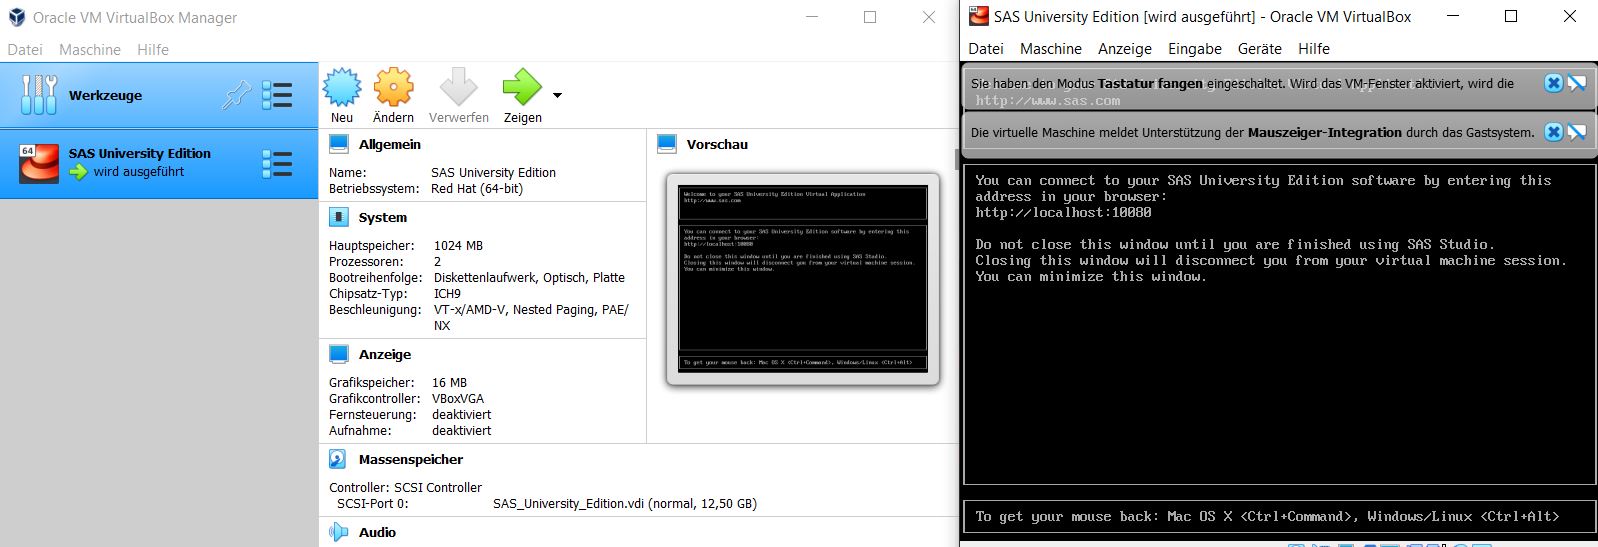 Oracle VM VirtualBox Manager
Datei Maschine Hilfe
Werkzeuge
64
SAS University Edition
wird ausgeführt
Neu Ändern Verwerfen Zeigen
Allgemein
Name: SAS University Edition
Betriebssystem: Red Hat (64-bit)
System
Hauptspeicher: 1024 MB
Prozessoren: 2
Bootreihenfolge: Diskettenlaufwerk, Optisch, Platte
Chipsatz-Typ: ICH9
Beschleunigung: VT-x/AMD-V, Nested Paging, PAE/
NX
Anzeige
Grafikspeicher: 16 MB
Grafikcontroller: VBoxVGA
Fernsteuerung: deaktiviert
Aufnahme: deaktiviert
Massenspeicher
Controller: SCSI Controller
SCSI-Port 0: SAS_University_Edition.vdi (normal, 12,50 GB)
Audio
Vorschau
Welcome to your SAS University Edition Virtual Application
http://www.sas.com
You can connect to your SAS University Edition software by entering this
address in your browser:
http://localhost:10080
Do not close this window until you are finished using SAS Studio.
Closing this window will disconnect you from your virtual machine session.
You can minimize this window.
To get your mouse back: Mac OS X <Ctrl+Command>, Windows/Linux <Ctrl+Alt>
SAS University Edition [wird ausgeführt] - Oracle VM VirtualBox
Datei Maschine Anzeige Eingabe Geräte Hilfe
Sie haben den Modus Tastatur fangen eingeschaltet. Wird das VM-Fenster aktiviert, wird die
http://www.sas.com
Die virtuelle Maschine meldet Unterstützung der Mauszeiger-Integration durch das Gastsystem.
You can connect to your SAS University Edition software by entering this
address in your browser:
http://localhost:10080
Do not close this window until you are finished using SAS Studio.
Closing this window will disconnect you from your virtual machine session.
You can minimize this window.
To get your mouse back: Mac OS X <Ctrl+Command>, Windows/Linux <Ctrl+Alt>